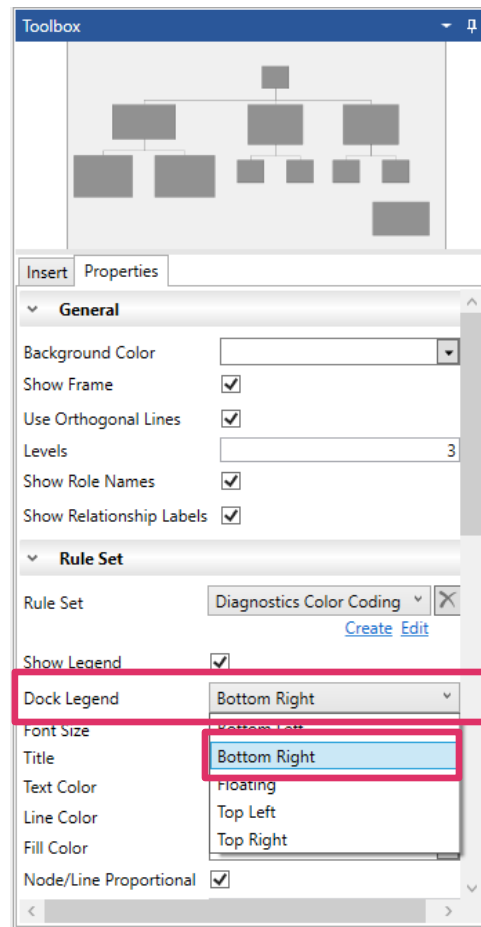 Toolbox
Insert Properties
General
Background Color
Show Frame
Use Orthogonal Lines
Levels 3
Show Role Names
Show Relationship Labels
Rule Set
Rule Set Diagnostics Color Coding
Create Edit
Show Legend
Dock Legend Bottom Right
Font Size Bottom Left
Title Bottom Right
Text Color Floating
Line Color Top Left
Fill Color Top Right
Node/Line Proportional